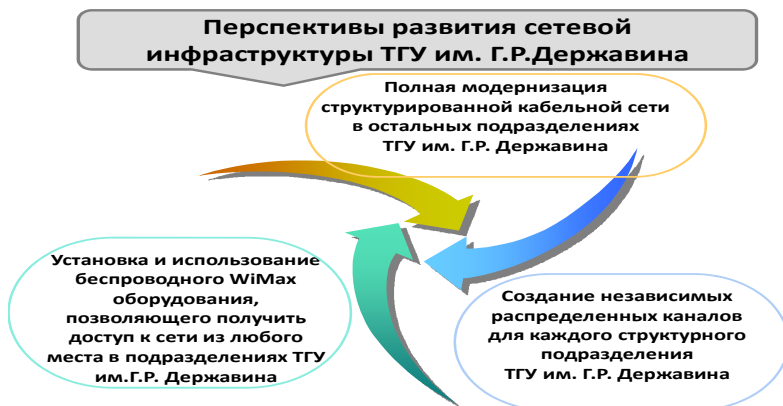 Перспективы развития сетевой
инфраструктуры ТГУ им. Г.Р.Державина
Полная модернизация
структурированной кабельной сети
в остальных подразделениях
ТГУ им. Г.Р. Державина
Установка и использование
беспроводного WiMax
оборудования,
позволяющего получить
доступ к сети из любого
места в подразделениях ТГУ
им.Г.Р. Державина
Создание независимых
распределенных каналов
для каждого структурного
подразделения
ТГУ им. Г.Р. Державина